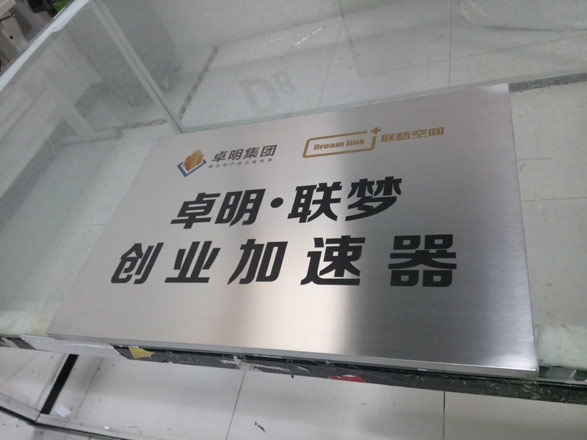 卓明集团
Dream link
联梦空间
卓明·联梦
创业加速器
D8